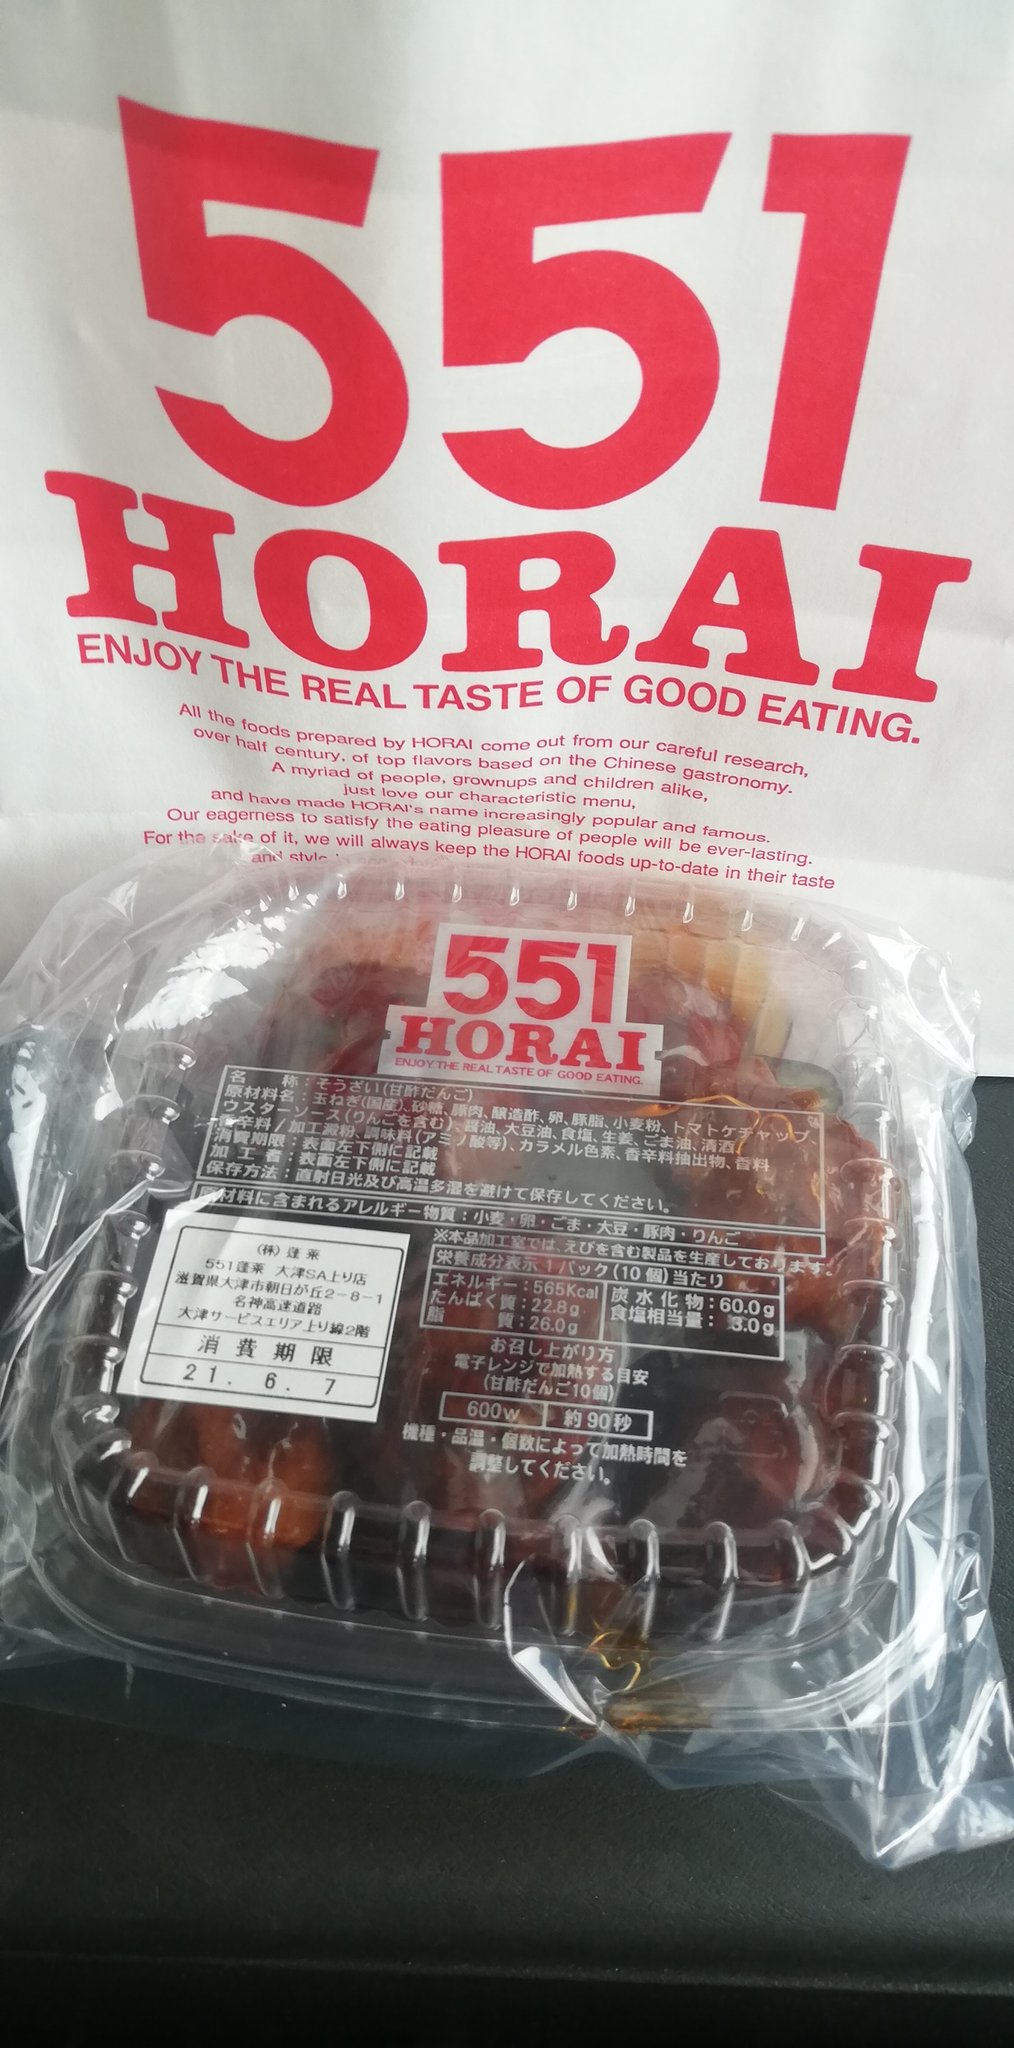 551
HORAI
ENJOY THE REAL TASTE OF GOOD EATING.
All the foods prepared by HORAI come out from our careful research,
over half century, of top flavors based on the Chinese gastronomy.
A myriad of people, grownups and children alike,
just love our characteristic menu,
and have made HORAI's name increasingly popular and famous.
Our eagerness to satisfy the eating pleasure of people will be ever-lasting.
For the sake of it, we will always keep the HORAI foods up-to-date in their taste
and style
551
HORAI
ENJOY THE REAL TASTE OF GOOD EATING.
名 称：そうざい(甘酢だんご)
原材料名：玉ねぎ(国産)、砂糖、豚肉、醸造酢、卵、豚脂、小麦粉、トマトケチャップ、
ウスターソース(りんごを含む)、醤油、大豆油、食塩、生姜、ごま油、清酒、
辛料／加工澱粉、調味料(アミノ酸等)、カラメル色素、香辛料抽出物、香料
消費期限：表面左下側に記載
加工者：表面左下側に記載
保存方法：直射日光及び高温多湿を避けて保存してください。
原材料に含まれるアレルギー物質：小麦・卵・ごま・大豆・豚肉・りんご
※本品加工室では、えびを含む製品を生産しております。
(株)蓬莱
551蓬莱 大津SA上り店
滋賀県大津市朝日が丘2-8-1
名神高速道路
大津サービスエリア上り線2階
消費期限
21. 6. 7
栄養成分表示 1パック(10個)当たり
エネルギー：565Kcal
たんぱく質：22.8g
脂 質：26.0g
炭水化物：60.0g
食塩相当量：3.0g
お召し上がり方
電子レンジで加熱する目安
(甘酢だんご10個)
600w 約90秒
機種・品温・個数によって加熱時間を
調整してください。